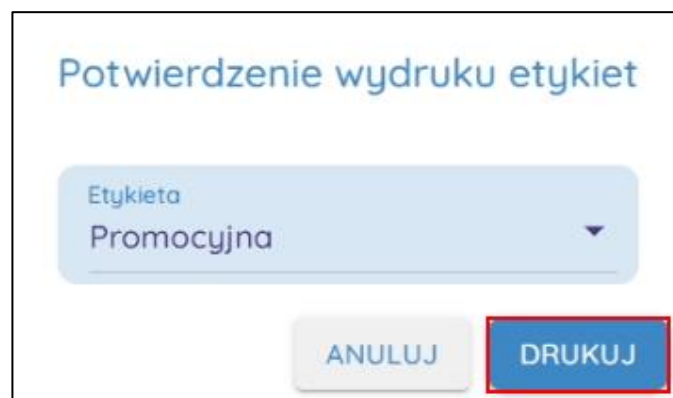 Potwierdzenie wydruku etykiet
Etykieta
Promocyjna
ANULUJ DRUKUJ